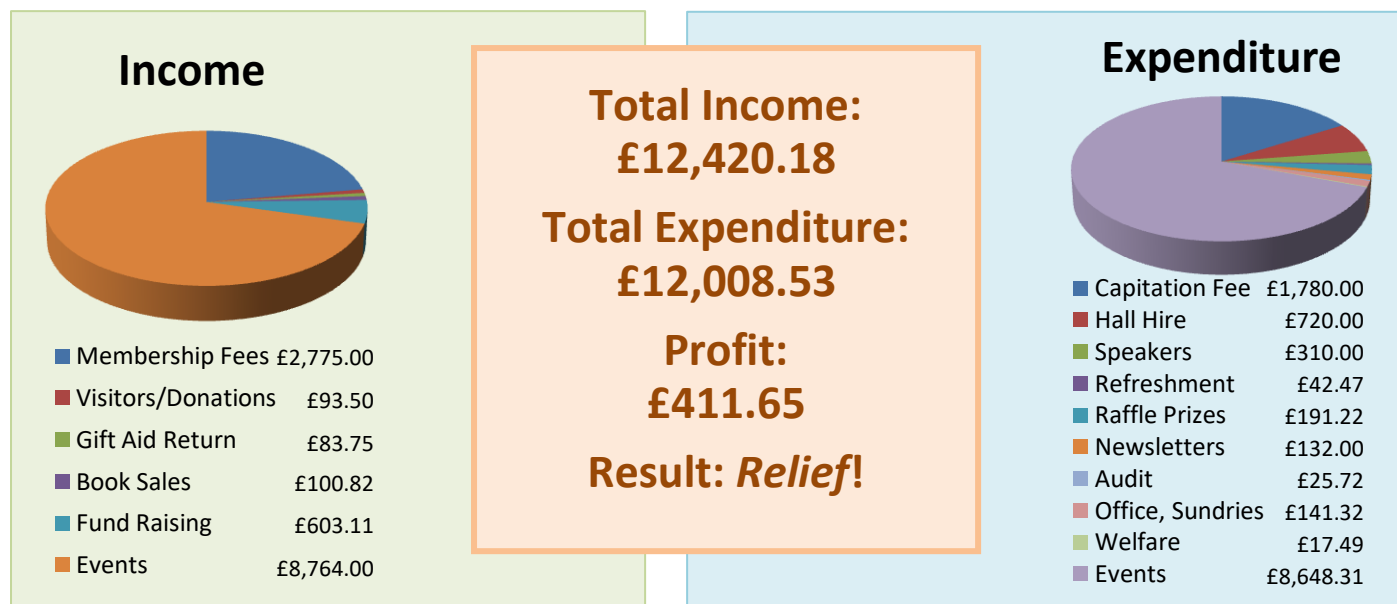 Income
Membership Fees £2,775.00
Visitors/Donations £93.50
Gift Aid Return £83.75
Book Sales £100.82
Fund Raising £603.11
Events £8,764.00
Total Income:
£12,420.18
Total Expenditure:
£12,008.53
Profit:
£411.65
Result: Relief!
Expenditure
Capitation Fee £1,780.00
Hall Hire £720.00
Speakers £310.00
Refreshment £42.47
Raffle Prizes £191.22
Newsletters £132.00
Audit £25.72
Office, Sundries £141.32
Welfare £17.49
Events £8,648.31